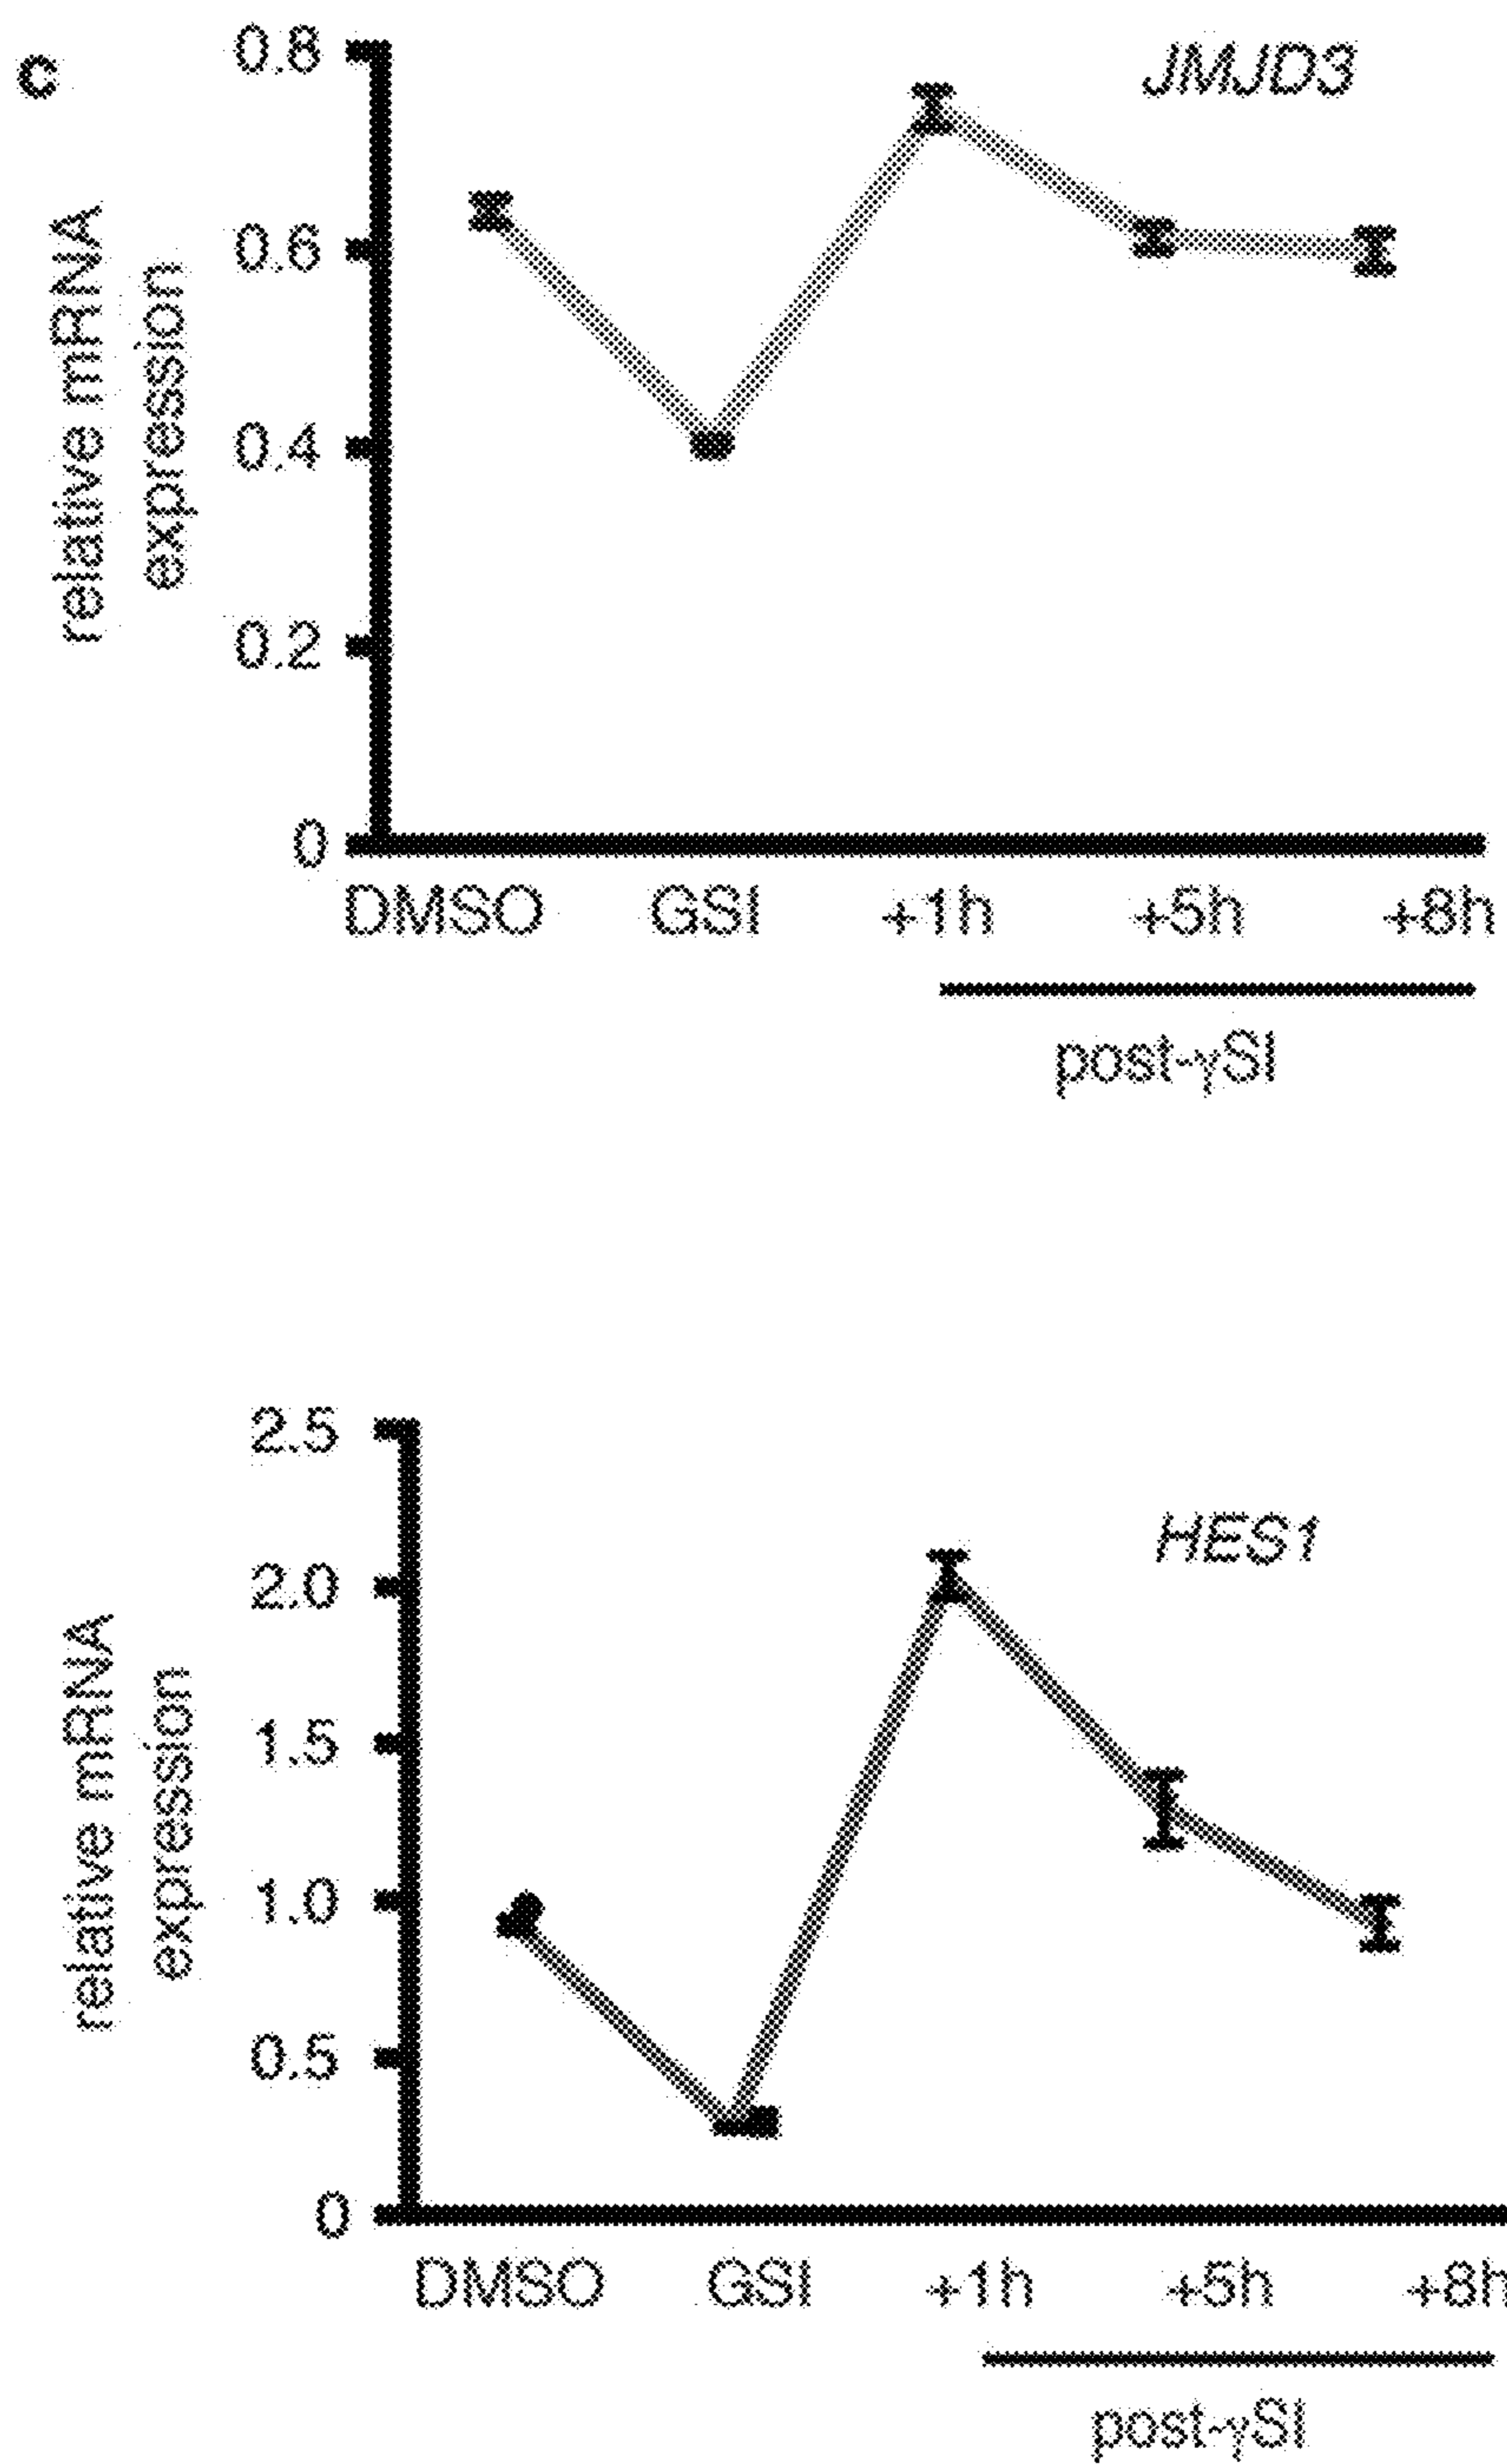 c
JMJD3
relative mRNA
expression
0.8
0.6
0.4
0.2
0
DMSO GSI +1h +5h +8h
post-γSI
HES1
relative mRNA
expression
2.5
2.0
1.5
1.0
0.5
0
DMSO GSI +1h +5h +8h
post-γSI